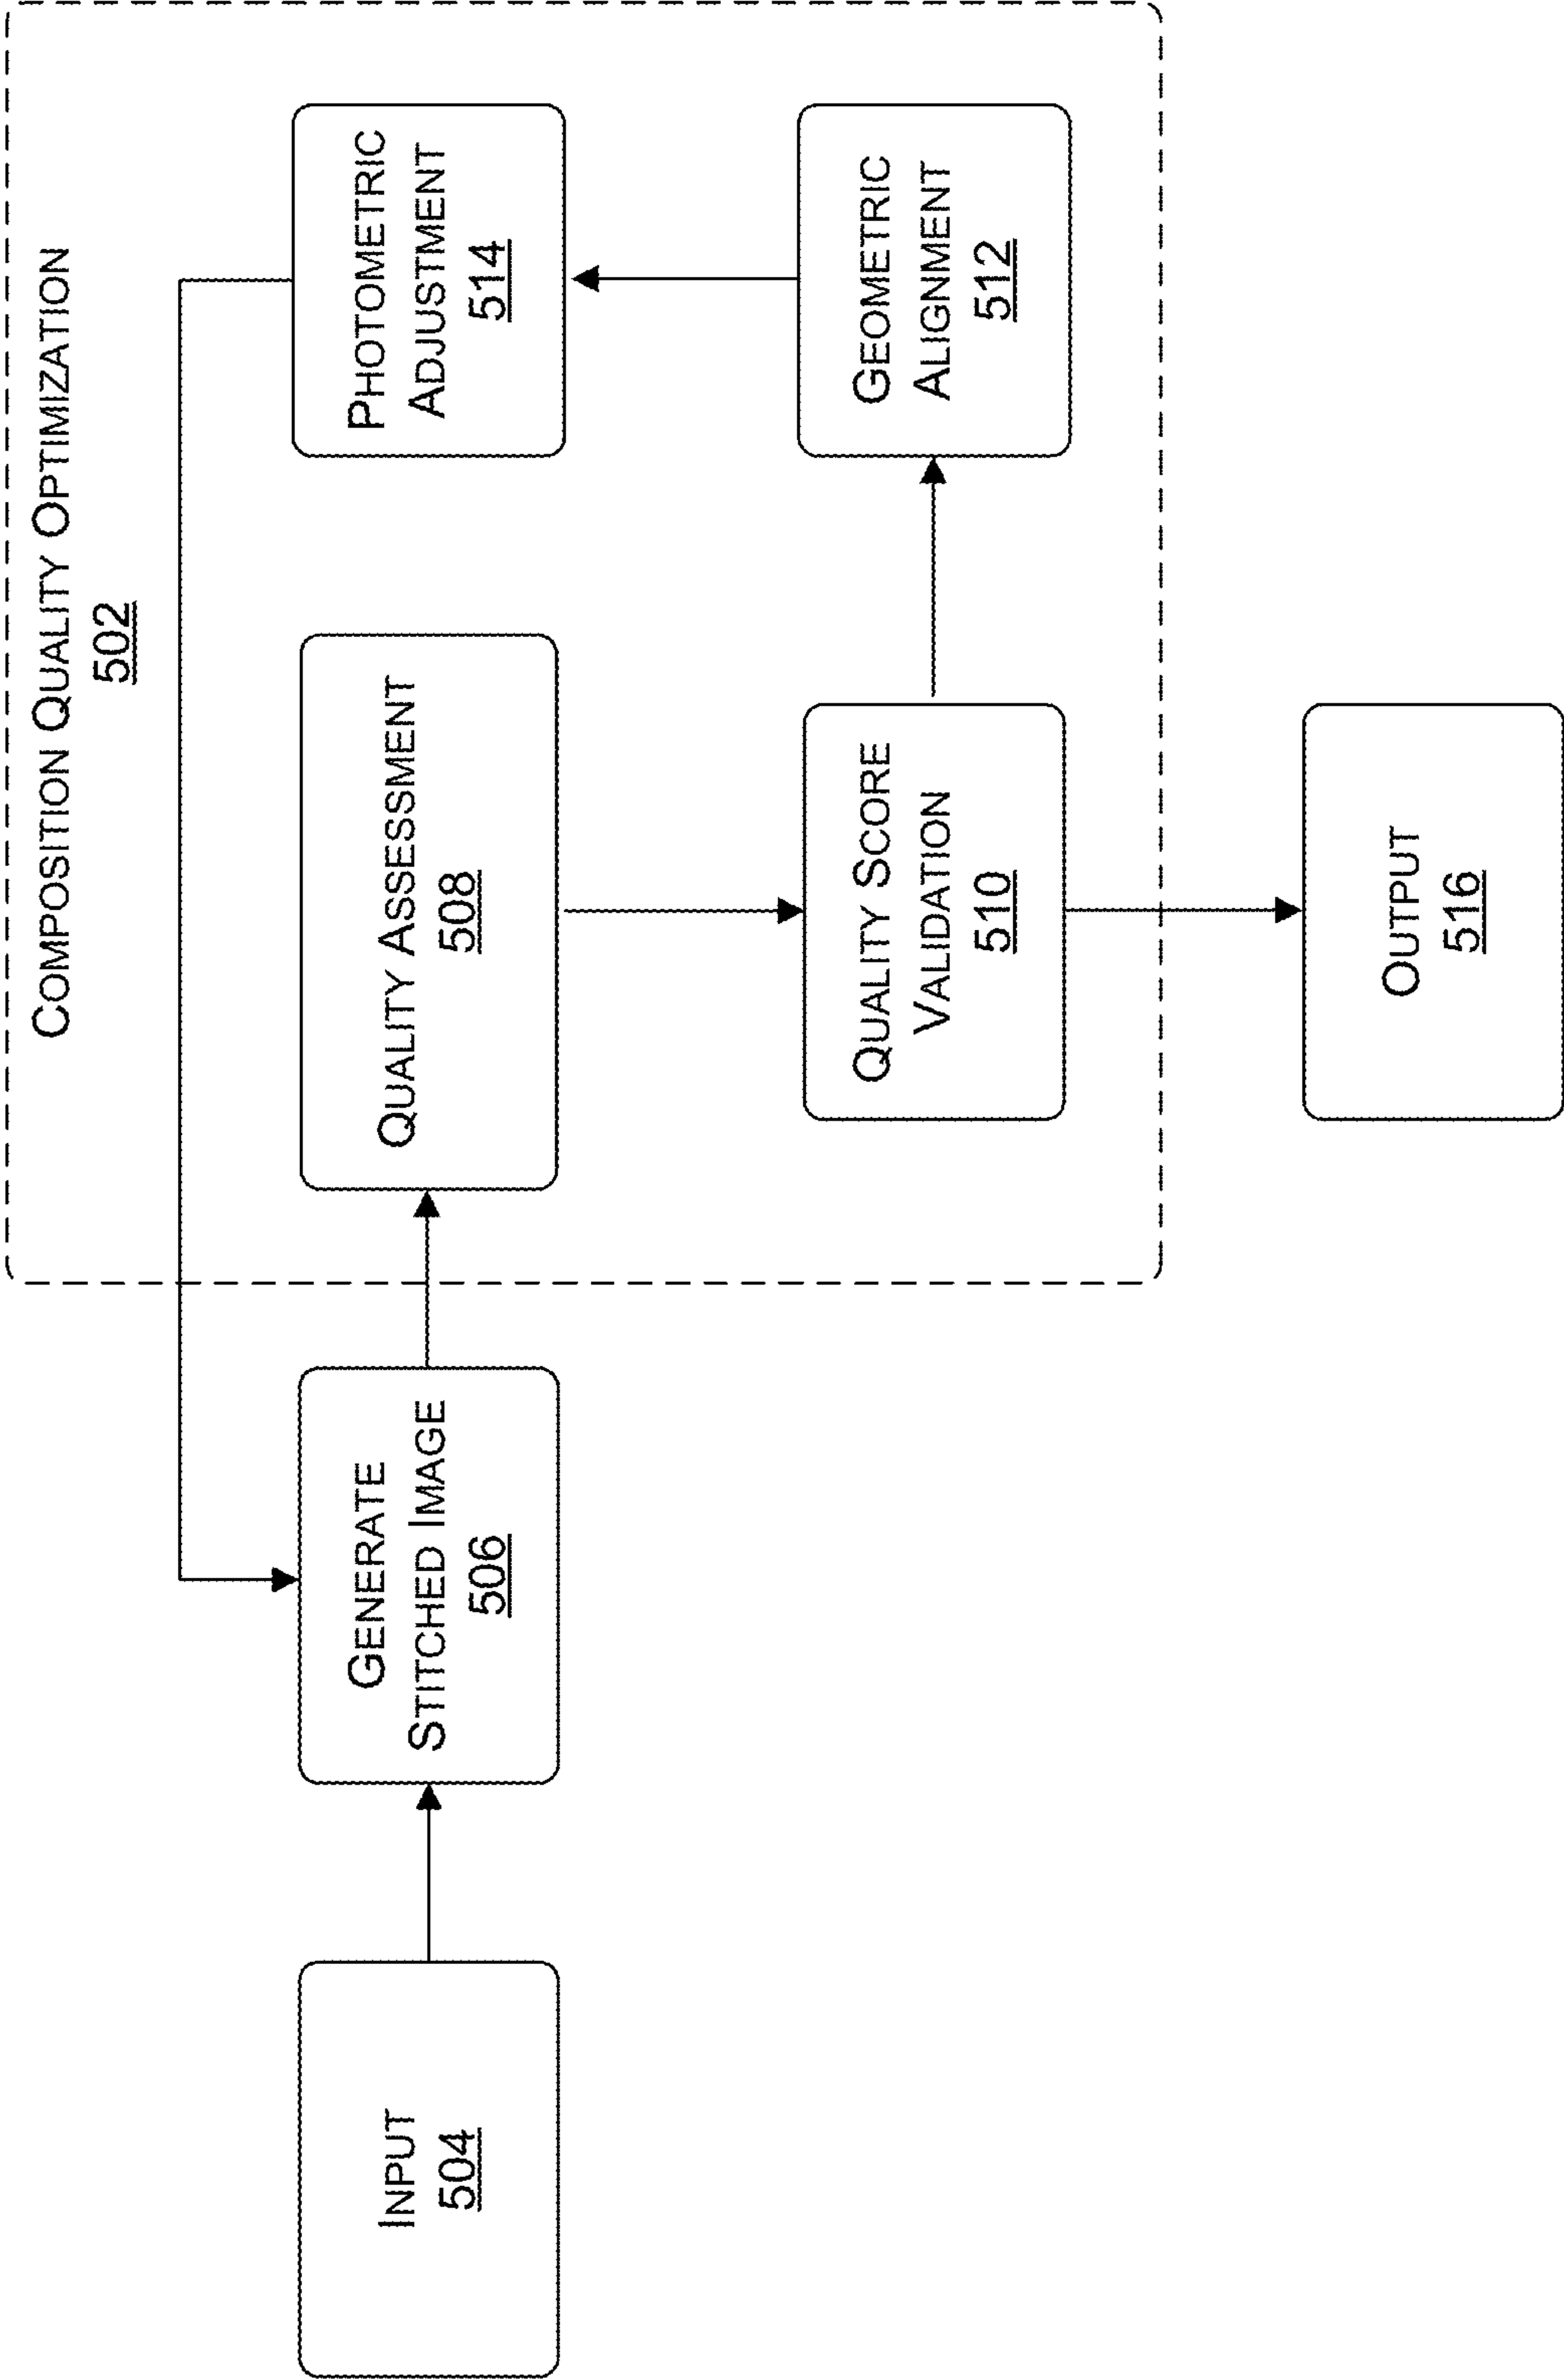 COMPOSITION QUALITY OPTIMIZATION
502
INPUT
504
GENERATE
STITCHED IMAGE
506
QUALITY ASSESSMENT
508
PHOTOMETRIC
ADJUSTMENT
514
QUALITY SCORE
VALIDATION
510
GEOMETRIC
ALIGNMENT
512
OUTPUT
516